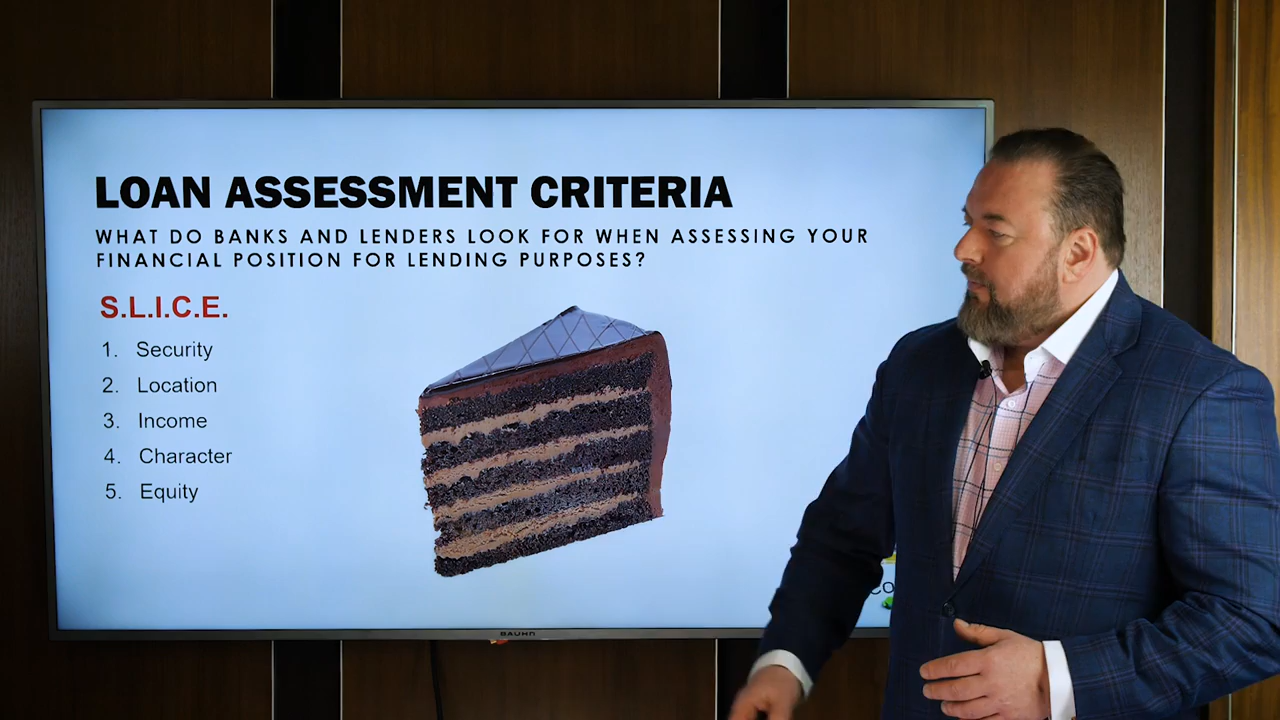 LOAN ASSESSMENT CRITERIA
WHAT DO BANKS AND LENDERS LOOK FOR WHEN ASSESSING YOUR
FINANCIAL POSITION FOR LENDING PURPOSES?
S.L.I.C.E.
1. Security
2. Location
3. Income
4. Character
5. Equity
BAUHN